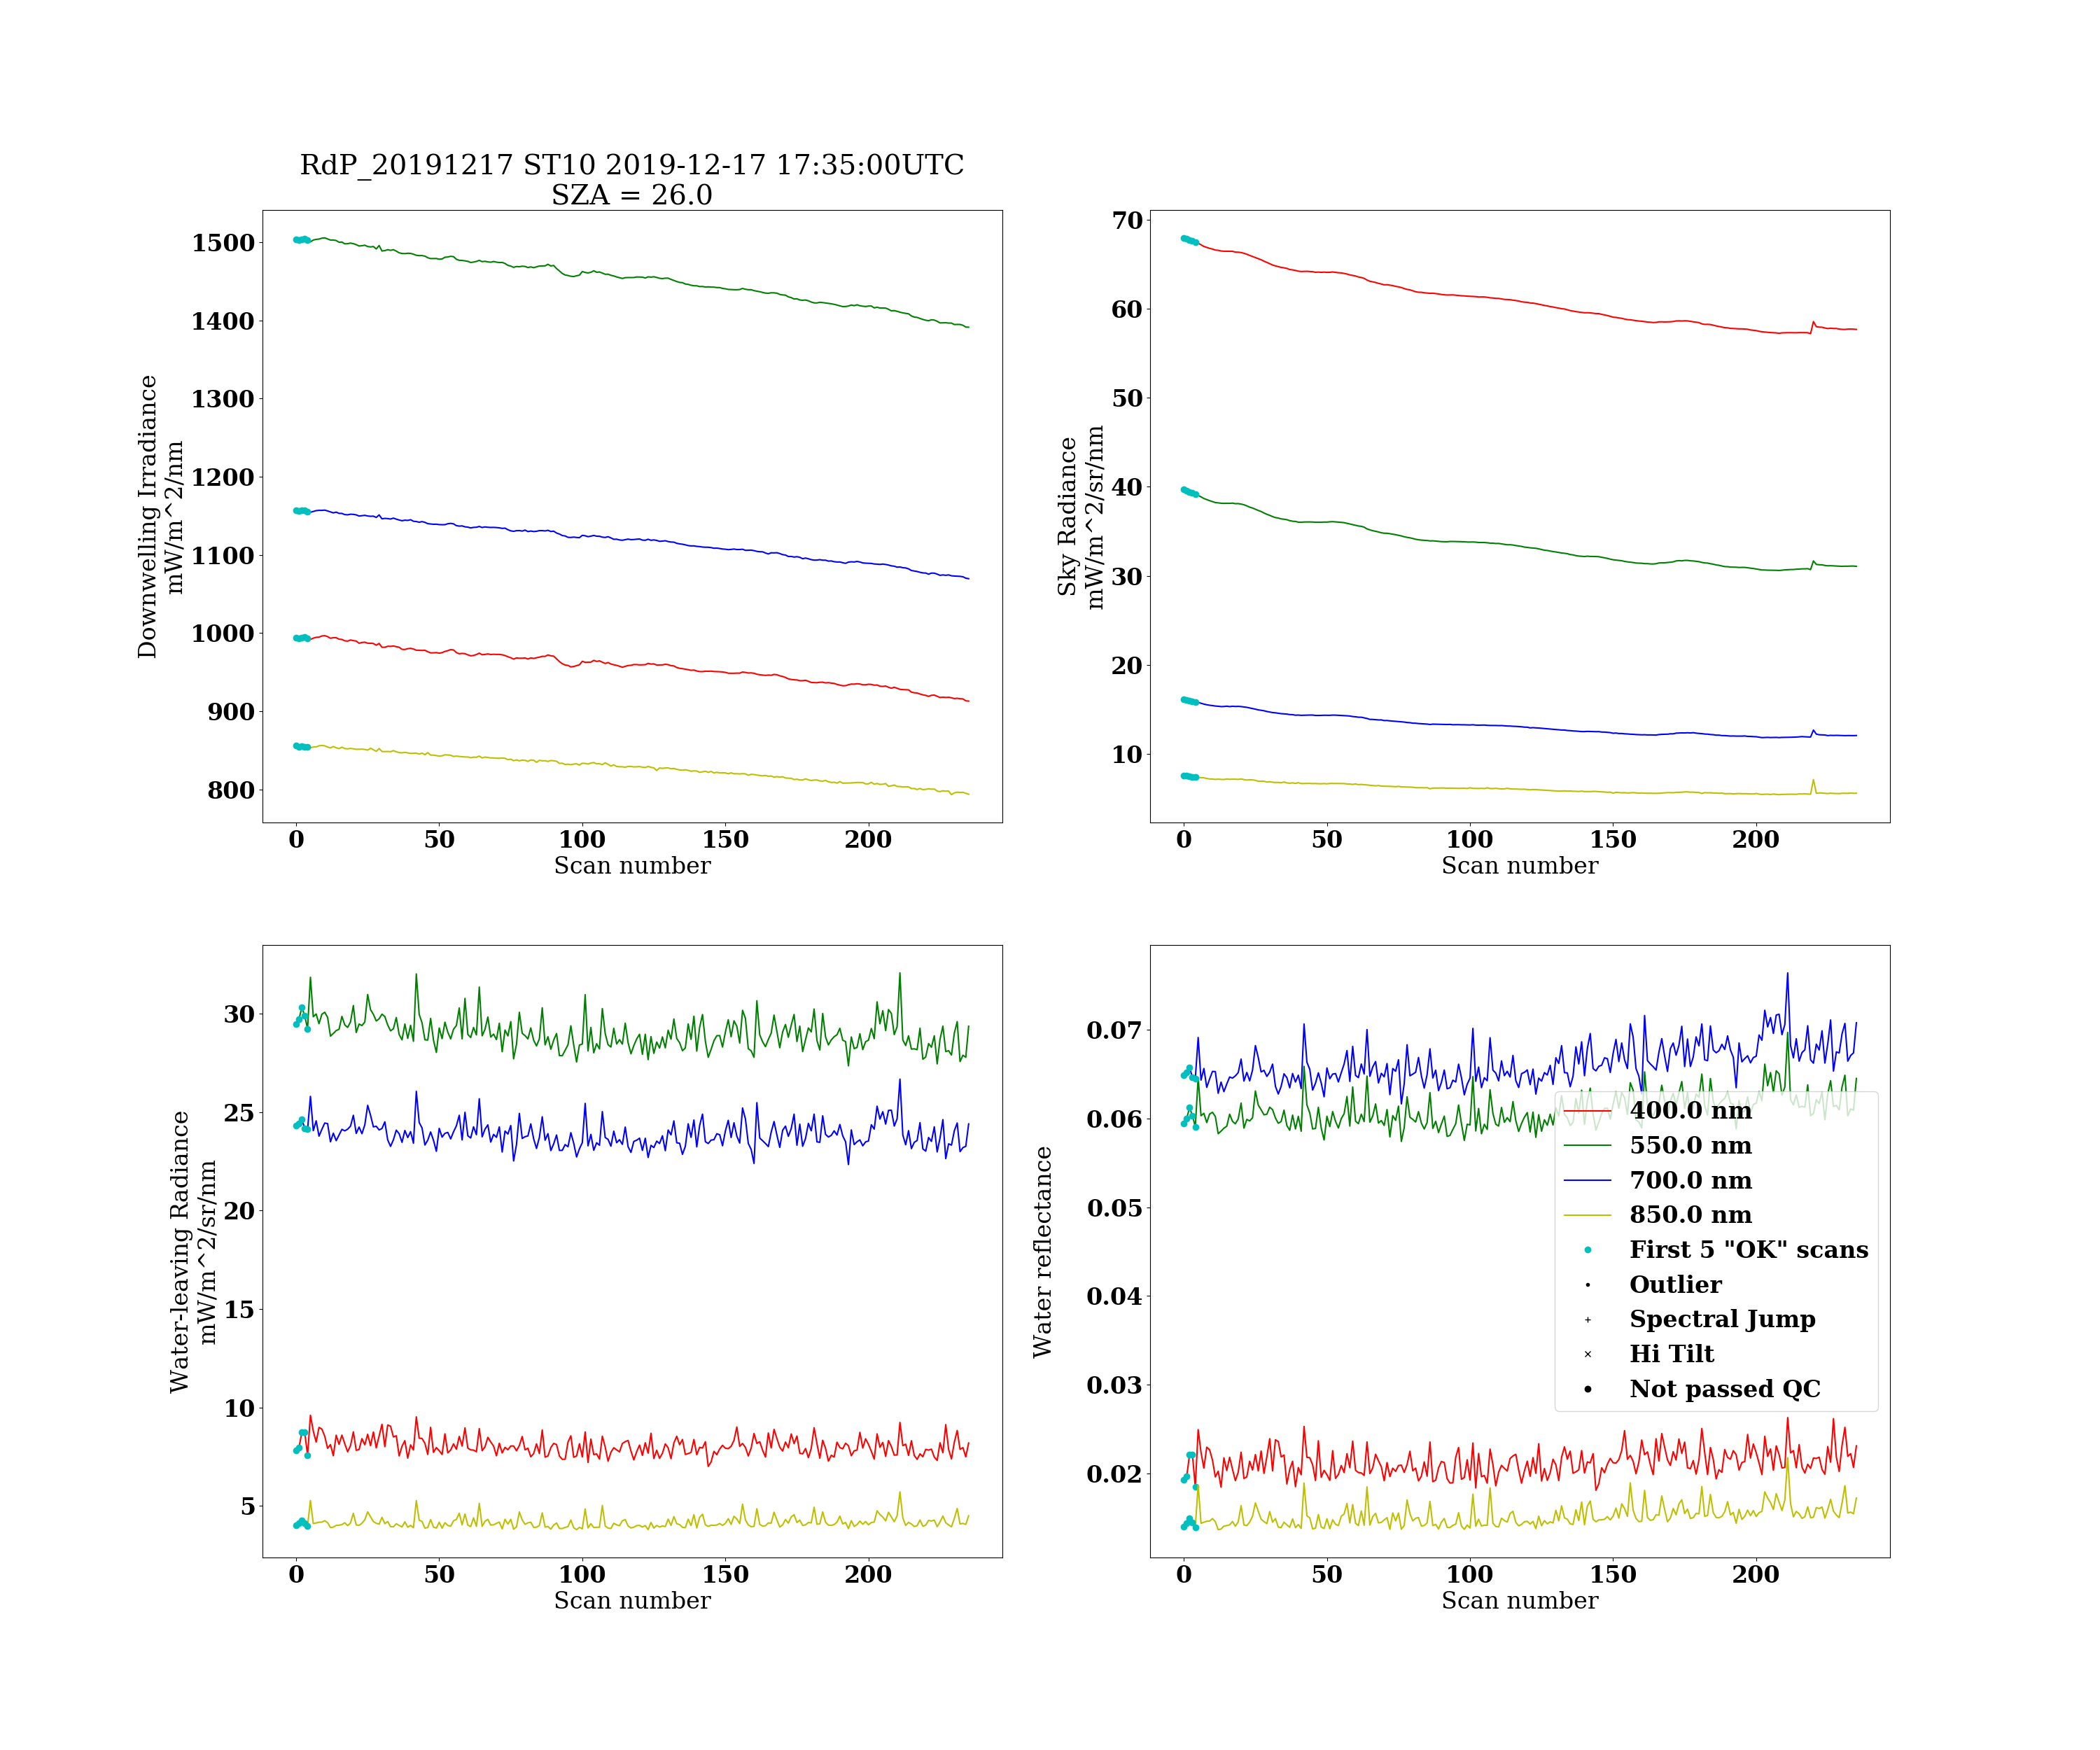 RdP_20191217 ST10 2019-12-17 17:35:00UTC
SZA = 26.0
Downwelling Irradiance
mW/m^2/nm
1500
1400
1300
1200
1100
1000
900
800
0 50 100 150 200
Scan number
Sky Radiance
mW/m^2/sr/nm
70
60
50
40
30
20
10
0 50 100 150 200
Scan number
Water-leaving Radiance
mW/m^2/sr/nm
30
25
20
15
10
5
0 50 100 150 200
Scan number
Water reflectance
0.07
0.06
0.05
0.04
0.03
0.02
400.0 nm
550.0 nm
700.0 nm
850.0 nm
First 5 "OK" scans
Outlier
Spectral Jump
Hi Tilt
Not passed QC
0 50 100 150 200
Scan number